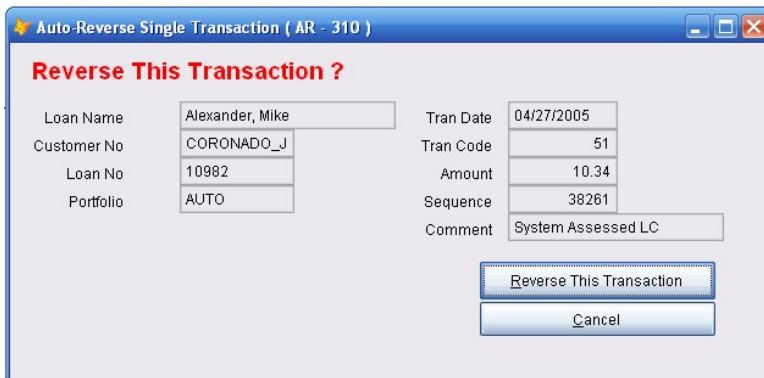 Auto-Reverse Single Transaction ( AR - 310 )
Reverse This Transaction ?
Loan Name Alexander, Mike Tran Date 04/27/2005
Customer No CORONADO_J Tran Code 51
Loan No 10982 Amount 10.34
Portfolio AUTO Sequence 38261
Comment System Assessed LC
Reverse This Transaction
Cancel